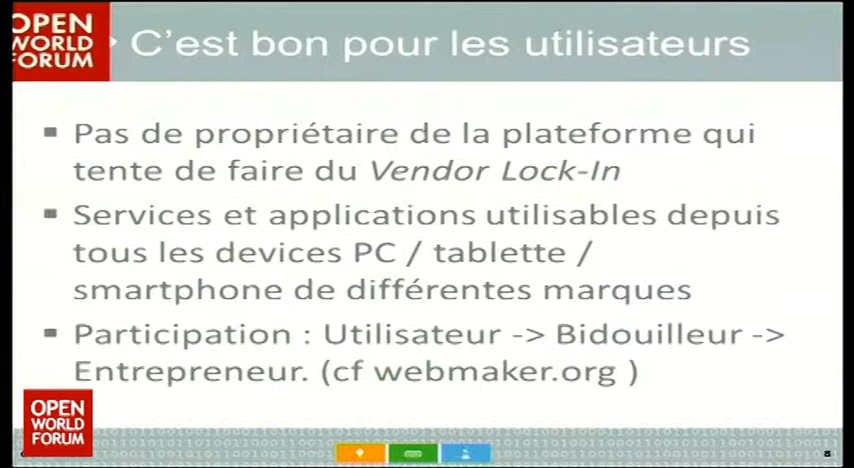 OPEN
WORLD
FORUM
C'est bon pour les utilisateurs
▪ Pas de propriétaire de la plateforme qui
tente de faire du Vendor Lock-In
▪ Services et applications utilisables depuis
tous les devices PC / tablette /
smartphone de différentes marques
▪ Participation : Utilisateur -> Bidouilleur ->
Entrepreneur. (cf webmaker.org )
OPEN
WORLD
FORUM
8